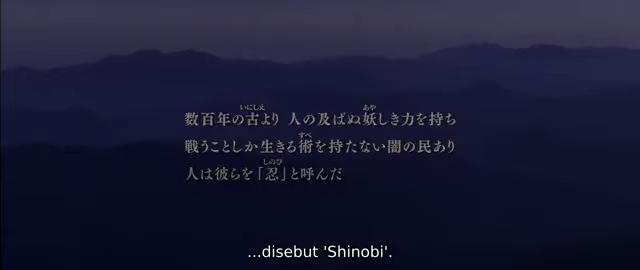 数百年の古より 人の及ばぬ妖しき力を持ち
戦うことしか生きる術を持たない闇の民あり
人は彼らを「忍」と呼んだ
...disebut 'Shinobi'.